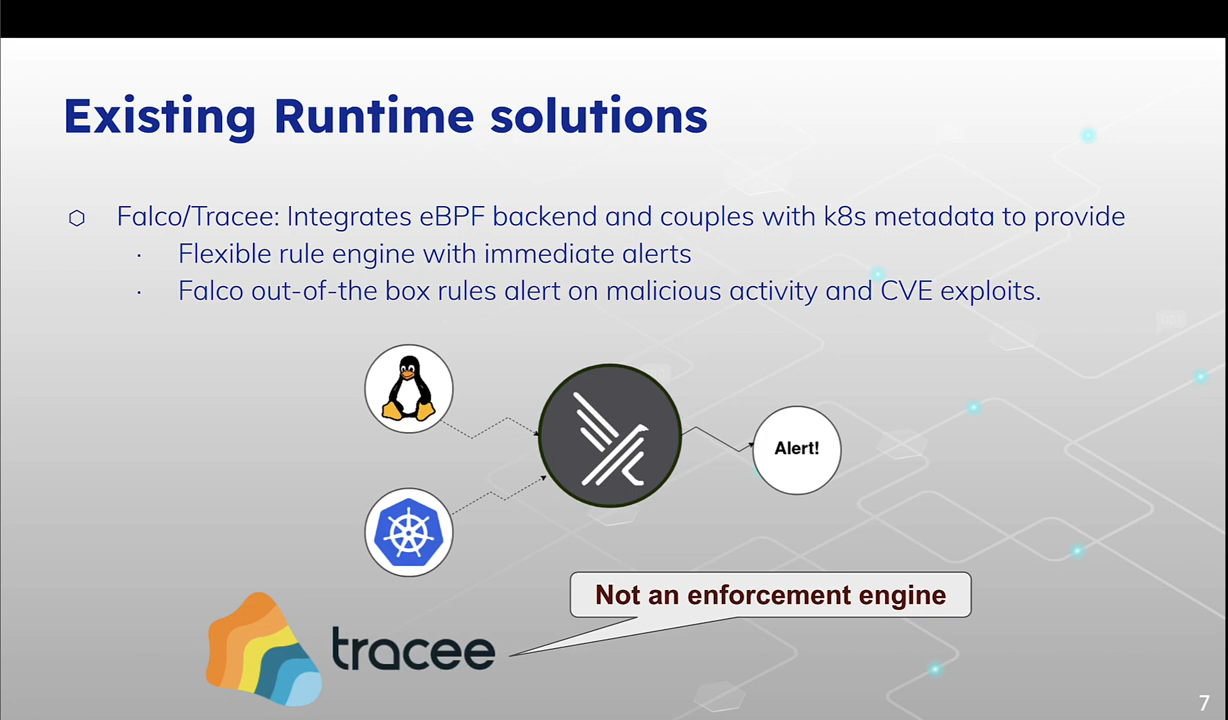 Existing Runtime solutions
Falco/Tracee: Integrates eBPF backend and couples with k8s metadata to provide
Flexible rule engine with immediate alerts
Falco out-of-the box rules alert on malicious activity and CVE exploits.
Alert!
Not an enforcement engine
tracee
7